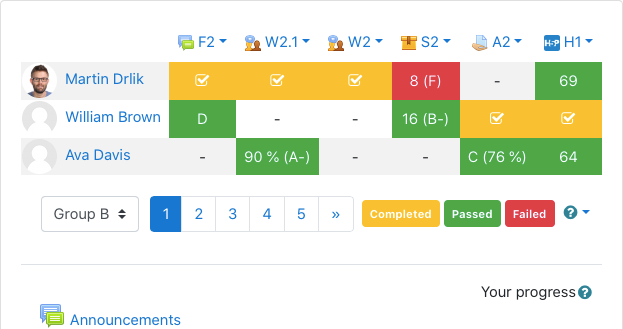 F2 W2.1 W2 S2 A2 H-P H1
Martin Drlik 8 (F) - 69
William Brown D - - 16 (B-)
Ava Davis - 90 % (A-) - - C (76 %) 64
Group B 1 2 3 4 5 » Completed Passed Failed ?
Your progress ?
Announcements